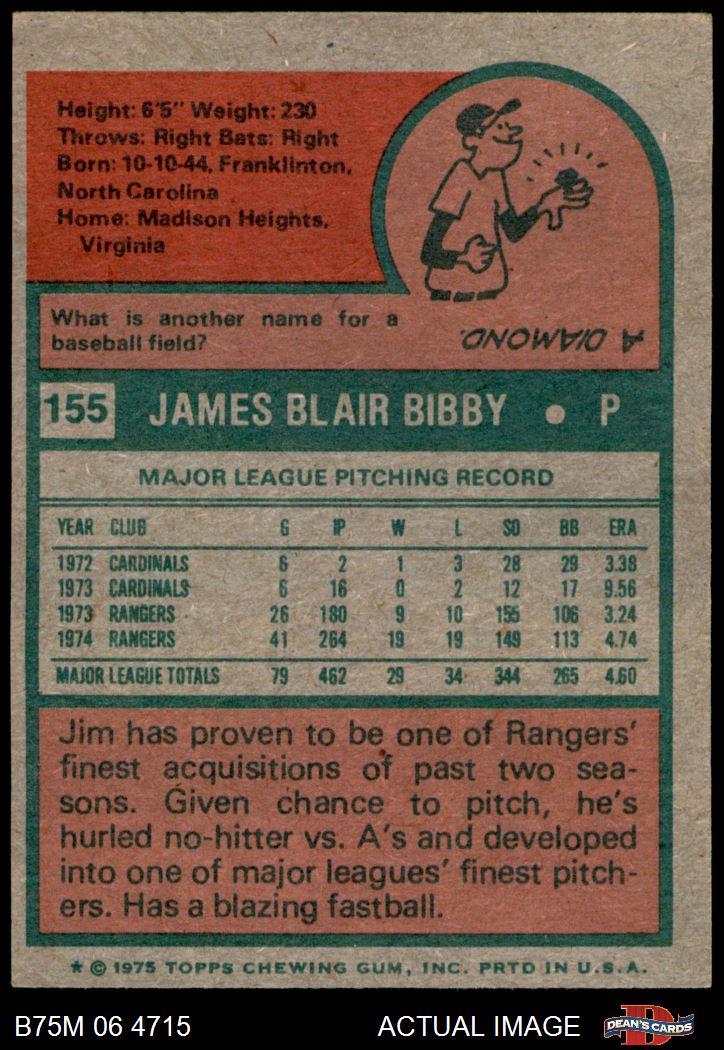 Height: 6'5" Weight: 230
Throws: Right Bats: Right
Born: 10-10-44, Franklinton,
North Carolina
Home: Madison Heights,
Virginia
What is another name for a
baseball field?
A DIAMOND.
155 JAMES BLAIR BIBBY • P
MAJOR LEAGUE PITCHING RECORD
YEAR CLUB G IP W L SO BB ERA
1972 CARDINALS 6 2 1 3 28 29 3.38
1973 CARDINALS 6 16 0 2 12 17 9.56
1973 RANGERS 26 180 9 10 155 106 3.24
1974 RANGERS 41 264 19 19 149 113 4.74
MAJOR LEAGUE TOTALS 79 462 29 34 344 265 4.60
Jim has proven to be one of Rangers'
finest acquisitions of past two sea-
sons. Given chance to pitch, he's
hurled no-hitter vs. A's and developed
into one of major leagues' finest pitch-
ers. Has a blazing fastball.
* © 1975 TOPPS CHEWING GUM, INC. PRTD IN U.S.A.
B75M 06 4715 ACTUAL IMAGE D DEAN'S CARDS